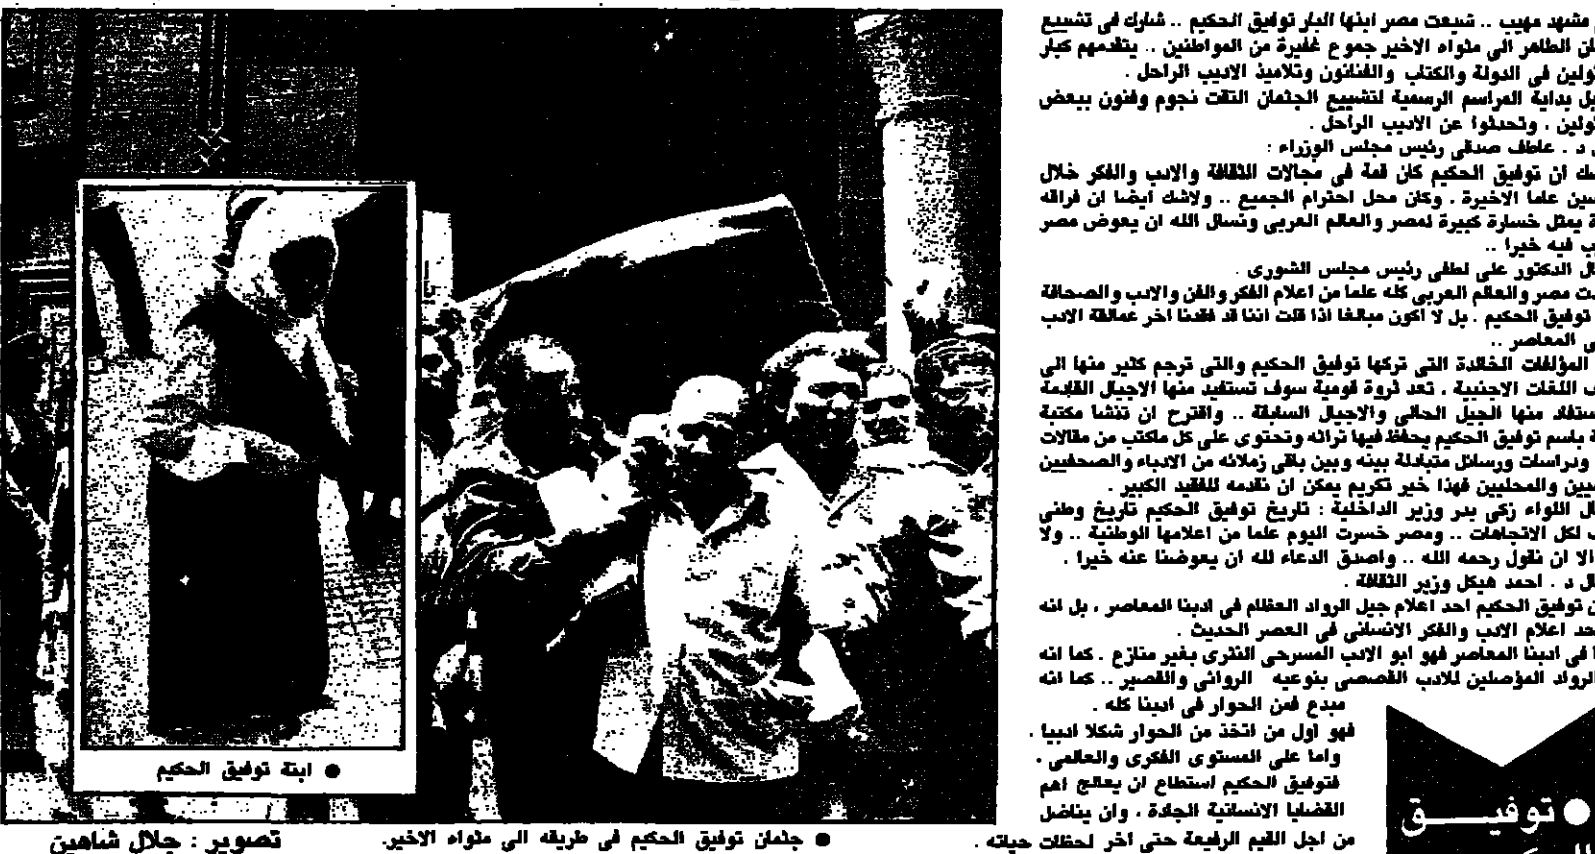 مشهد مهيب .. شيعت مصر ابنها البار توفيق الحكيم .. شارك فى تشييع
الطاهر الى مثواه الاخير جموع غفيرة من المواطنين .. يتقدمهم كبار
فى الدولة والكتاب والفنانون وتلاميذ الاديب الراحل .
بداية المراسم الرسمية لتشييع الجثمان التقت نجوم وفنون ببعض
. وتحدثوا عن الاديب الراحل .
د . عاطف صدقى رئيس مجلس الوزراء :
ان توفيق الحكيم كان قمة فى مجالات الثقافة والادب والفكر خلال
عاما الاخيرة . وكان محل احترام الجميع .. ولاشك ايضا ان فراقه
يمثل خسارة كبيرة لمصر والعالم العربى ونسال الله ان يعوض مصر
فيه خيرا ..
الدكتور على لطفى رئيس مجلس الشورى .
مصر والعالم العربى كله علما من اعلام الفكر والفن والادب والصحافة
توفيق الحكيم . بل لا اكون مبالغا اذا قلت اننا قد فقدنا اخر عمالقة الادب
المعاصر ..
المؤلفات الخالدة التى تركها توفيق الحكيم والتى ترجم كثير منها الى
اللغات الاجنبية ، تعد ثروة قومية سوف تستفيد منها الاجيال القادمة
منها الجيل الحالى والاجيال السابقة .. واقترح ان تنشا مكتبة
باسم توفيق الحكيم يحفظ فيها تراثه وتحتوى على كل ماكتب من مقالات
ودراسات ورسائل متبادلة بينه وبين باقى زملائه من الادباء والصحفيين
والمحليين فهذا خير تكريم يمكن ان نقدمه للفقيد الكبير .
اللواء زكى بدر وزير الداخلية : تاريخ توفيق الحكيم تاريخ وطنى
لكل الاتجاهات .. ومصر خسرت اليوم علما من اعلامها الوطنية .. ولا
الا ان نقول رحمه الله .. واصدق الدعاء لله ان يعوضنا عنه خيرا .
د . احمد هيكل وزير الثقافة .
توفيق الحكيم احد اعلام جيل الرواد العظام فى ادبنا المعاصر ، بل انه
اعلام الادب والفكر الانسانى فى العصر الحديث .
فى ادبنا المعاصر فهو ابو الادب المسرحى النثرى بغير منازع . كما انه
الرواد المؤصلين للادب القصصى بنوعيه الروائى والقصير .. كما انه
مبدع فن الحوار فى ادبنا كله .
فهو اول من اتخذ من الحوار شكلا ادبيا .
واما على المستوى الفكرى والعالمى .
فتوفيق الحكيم استطاع ان يعالج اهم
القضايا الانسانية الجادة ، وان يناضل
من اجل القيم الرفيعة حتى اخر لحظات حياته .
● توفيــق
● ابنة توفيق الحكيم
● جثمان توفيق الحكيم فى طريقه الى مثواه الاخير.
تصوير : جلال شاهين